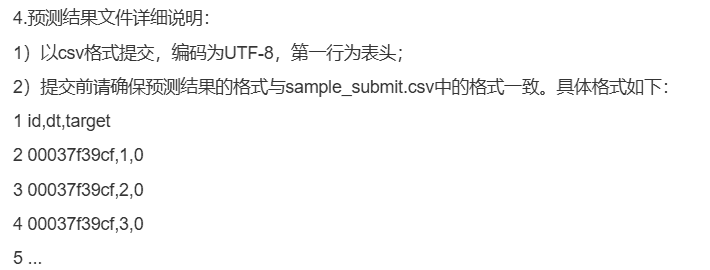 4.预测结果文件详细说明：
1）以csv格式提交，编码为UTF-8，第一行为表头；
2）提交前请确保预测结果的格式与sample_submit.csv中的格式一致。具体格式如下：
1 id,dt,target
2 00037f39cf,1,0
3 00037f39cf,2,0
4 00037f39cf,3,0
5 ...